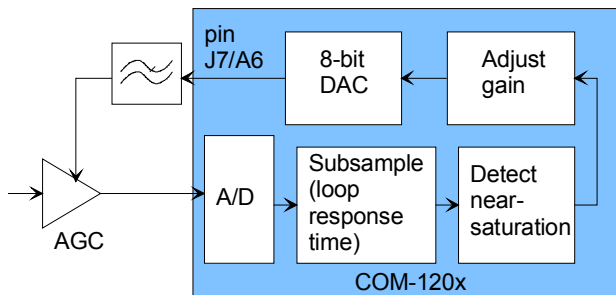 pin
J7/A6
8-bit
DAC
Adjust
gain
A/D
Subsample
(loop
response
time)
Detect
near-
saturation
AGC
COM-120x